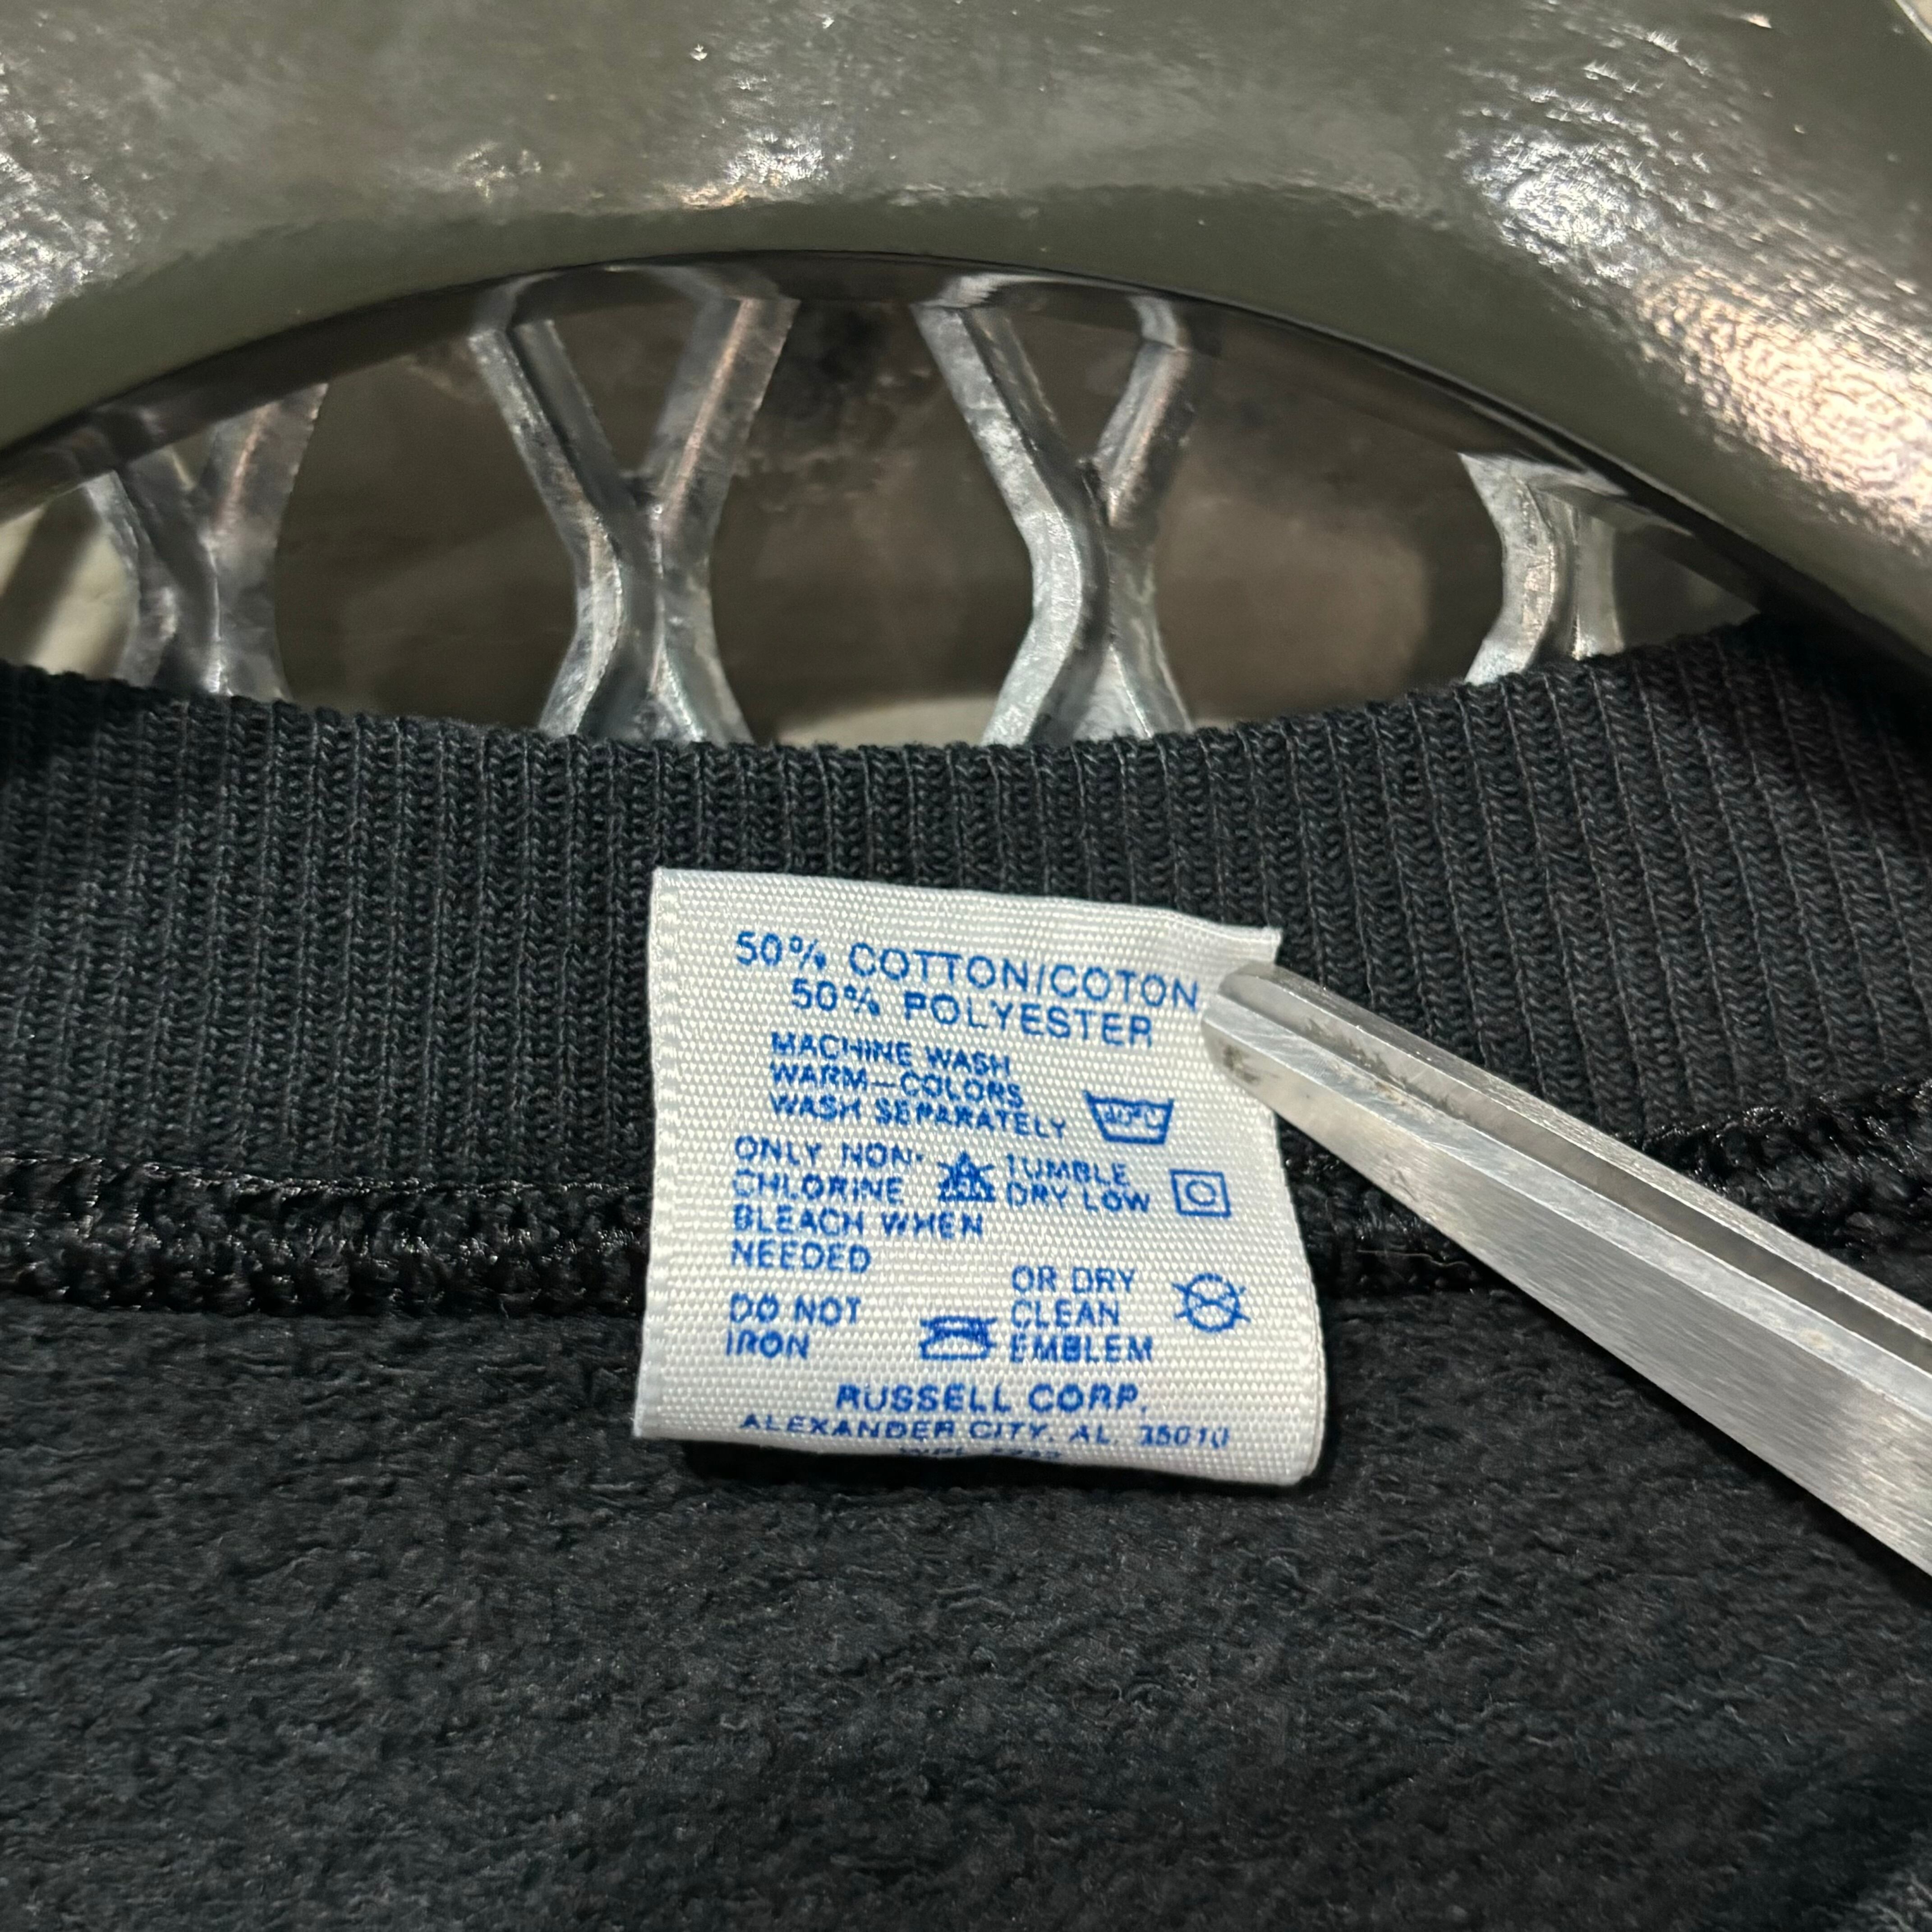 50% COTTON/COTON
50% POLYESTER
MACHINE WASH
WARM—COLORS
WASH SEPARATELY
40°C
ONLY NON-
CHLORINE
BLEACH WHEN
NEEDED
TUMBLE
DRY LOW
DO NOT
IRON
OR DRY
CLEAN
EMBLEM
RUSSELL CORP.
ALEXANDER CITY, AL. 35010